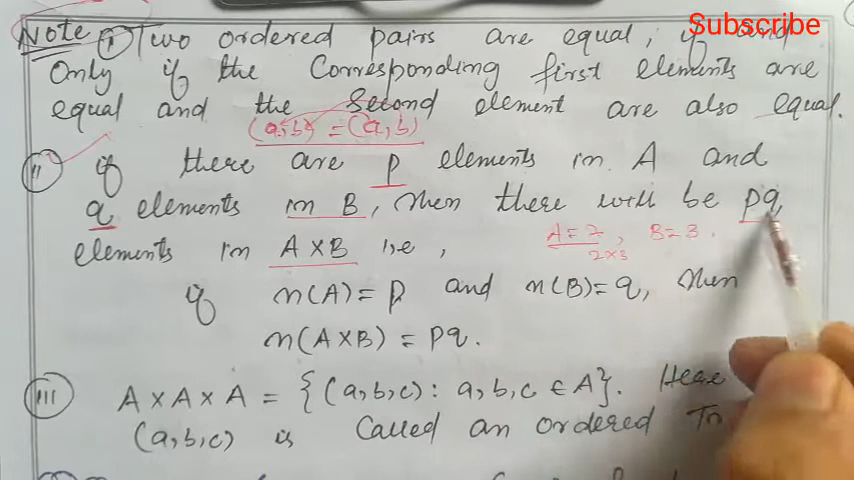 Subscribe
Note (i) Two ordered pairs are equal, if and
Only if the Corresponding first elements are
equal and the Second element are also equal.
(a,b) = (a,b)
(ii) if there are p elements in A and
q elements in B, then there will be pq
elements in A×B i.e,
A = 2, B = 3.
2×3
if n(A) = p and n(B) = q, then
n(A×B) = pq.
(iii) A×A×A = {(a,b,c) : a,b,c ∈ A}. Here
(a,b,c) is Called an ordered